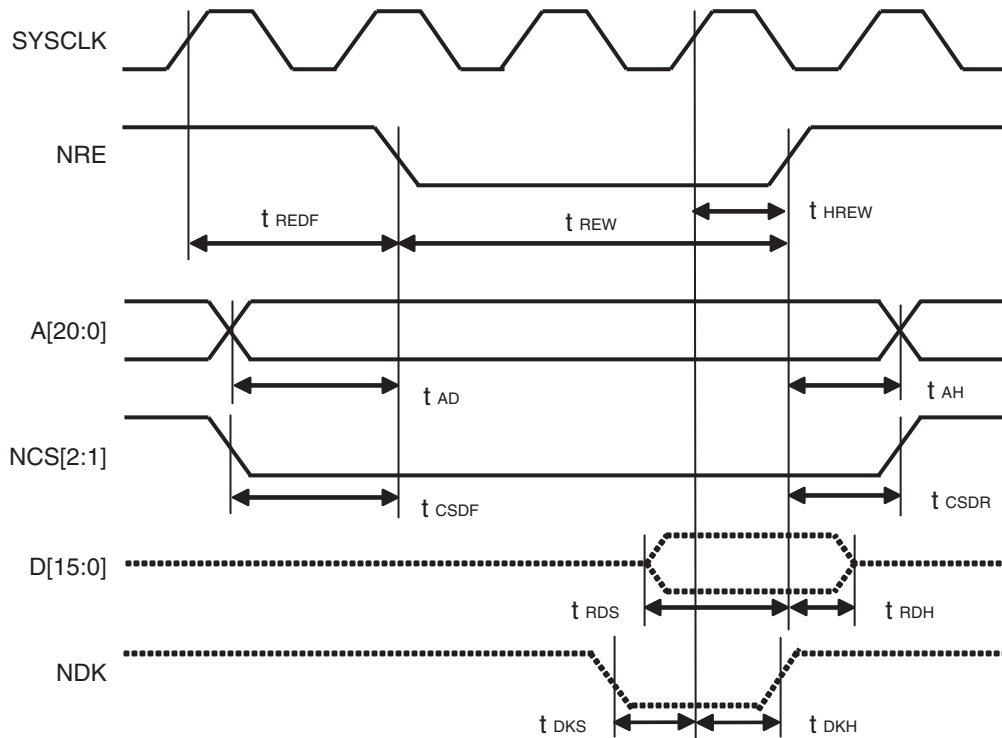 SYSCLK
NRE
t HREW
t REDF
t REW
A[20:0]
t AD
t AH
NCS[2:1]
t CSDF
t CSDR
D[15:0]
t RDS
t RDH
NDK
t DKS
t DKH